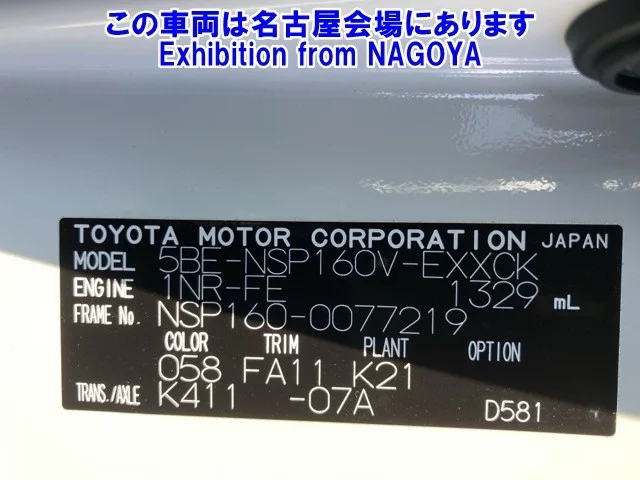 この車両は名古屋会場にあります
Exhibition from NAGOYA
TOYOTA MOTOR CORPORATION JAPAN
MODEL 5BE-NSP160V-EXXCK
ENGINE 1NR-FE 1329 mL
FRAME No. NSP160-0077219
COLOR TRIM PLANT OPTION
058 FA11 K21
TRANS./AXLE K411 -07A D581